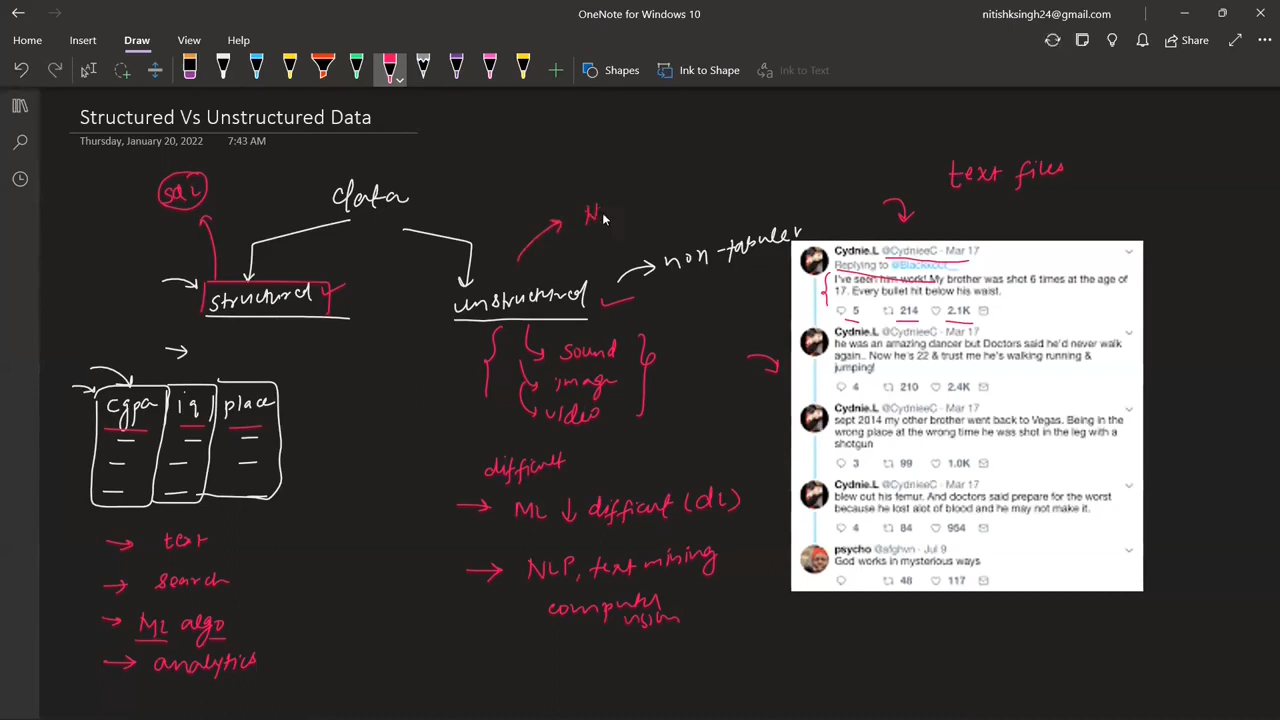 OneNote for Windows 10
nitishksingh24@gmail.com
Home Insert Draw View Help
Share
Shapes Ink to Shape Ink to Text
Structured Vs Unstructured Data
Thursday, January 20, 2022 7:43 AM
text files
SQL
data
N
non-tabular
structured
unstructured
sound
image
video
cgpa iq place
difficult
ML ↓ difficult (DL)
NLP, text mining
computer
vision
text
search
ML algo
analytics
Cydnie.L @CydnieeC · Mar 17
Replying to @Blackxoct__
I've seen him work! My brother was shot 6 times at the age of
17. Every bullet hit below his waist.
5 214 2.1K
Cydnie.L @CydnieeC · Mar 17
he was an amazing dancer but Doctors said he'd never walk
again.. Now he's 22 & trust me he's walking running &
jumping!
4 210 2.4K
Cydnie.L @CydnieeC · Mar 17
sept 2014 my other brother went back to Vegas. Being in the
wrong place at the wrong time he was shot in the leg with a
shotgun
3 99 1.0K
Cydnie.L @CydnieeC · Mar 17
blew out his femur. And doctors said prepare for the worst
because he lost alot of blood and he may not make it.
4 84 954
psycho @afghvn · Jul 9
God works in mysterious ways
48 117